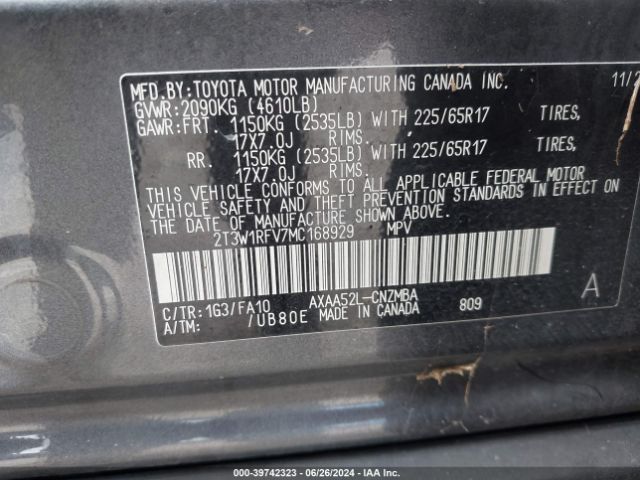 MFD.BY:TOYOTA MOTOR MANUFACTURING CANADA INC. 11/2
GVWR:2090KG (4610LB)
GAWR:FRT. 1150KG (2535LB) WITH 225/65R17 TIRES,
17X7.0J RIMS.
RR. 1150KG (2535LB) WITH 225/65R17 TIRES,
17X7.0J RIMS.
THIS VEHICLE CONFORMS TO ALL APPLICABLE FEDERAL MOTOR
VEHICLE SAFETY AND THEFT PREVENTION STANDARDS IN EFFECT ON
THE DATE OF MANUFACTURE SHOWN ABOVE.
2T3W1RFV7MC168929 MPV
A
C/TR:1G3/FA10 AXAA52L-CNZMBA
A/TM: /UB80E MADE IN CANADA 809
000-39742323 | 06/26/2024 | IAA Inc.